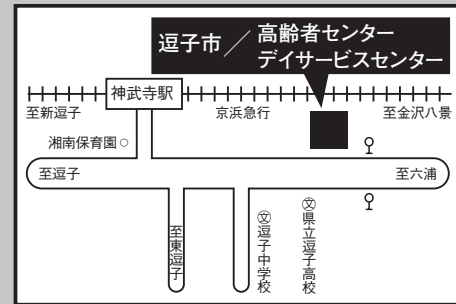 逗子市／高齢者センター
デイサービスセンター
神武寺駅
至新逗子
京浜急行
至金沢八景
湘南保育園
至逗子
至六浦
至東逗子
文逗子中学校
文県立逗子高校